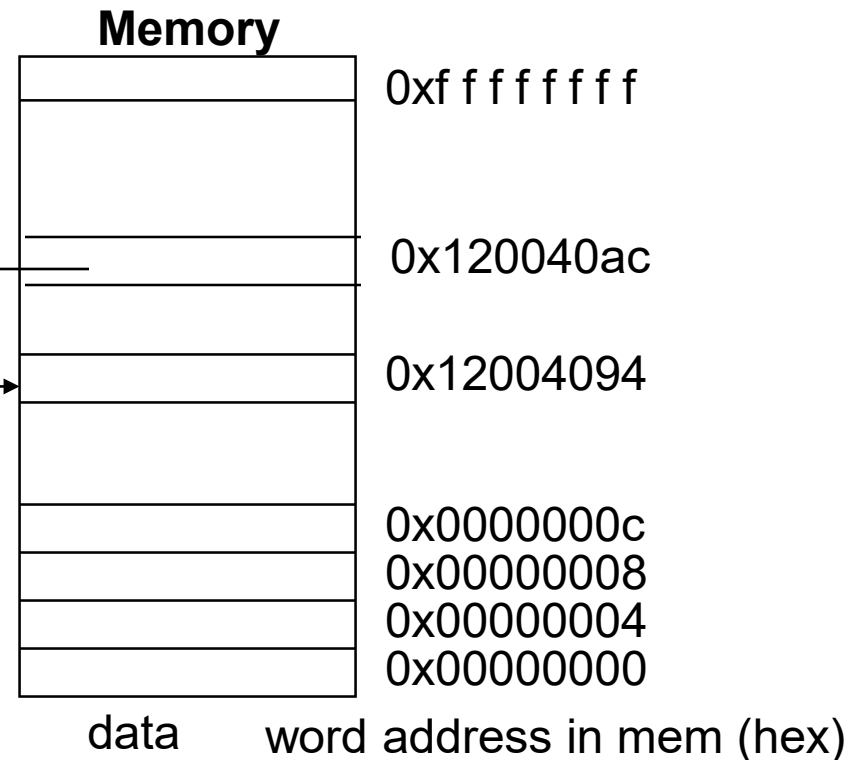 Memory
0xf f f f f f f f
0x120040ac
0x12004094
0x0000000c
0x00000008
0x00000004
0x00000000
data word address in mem (hex)